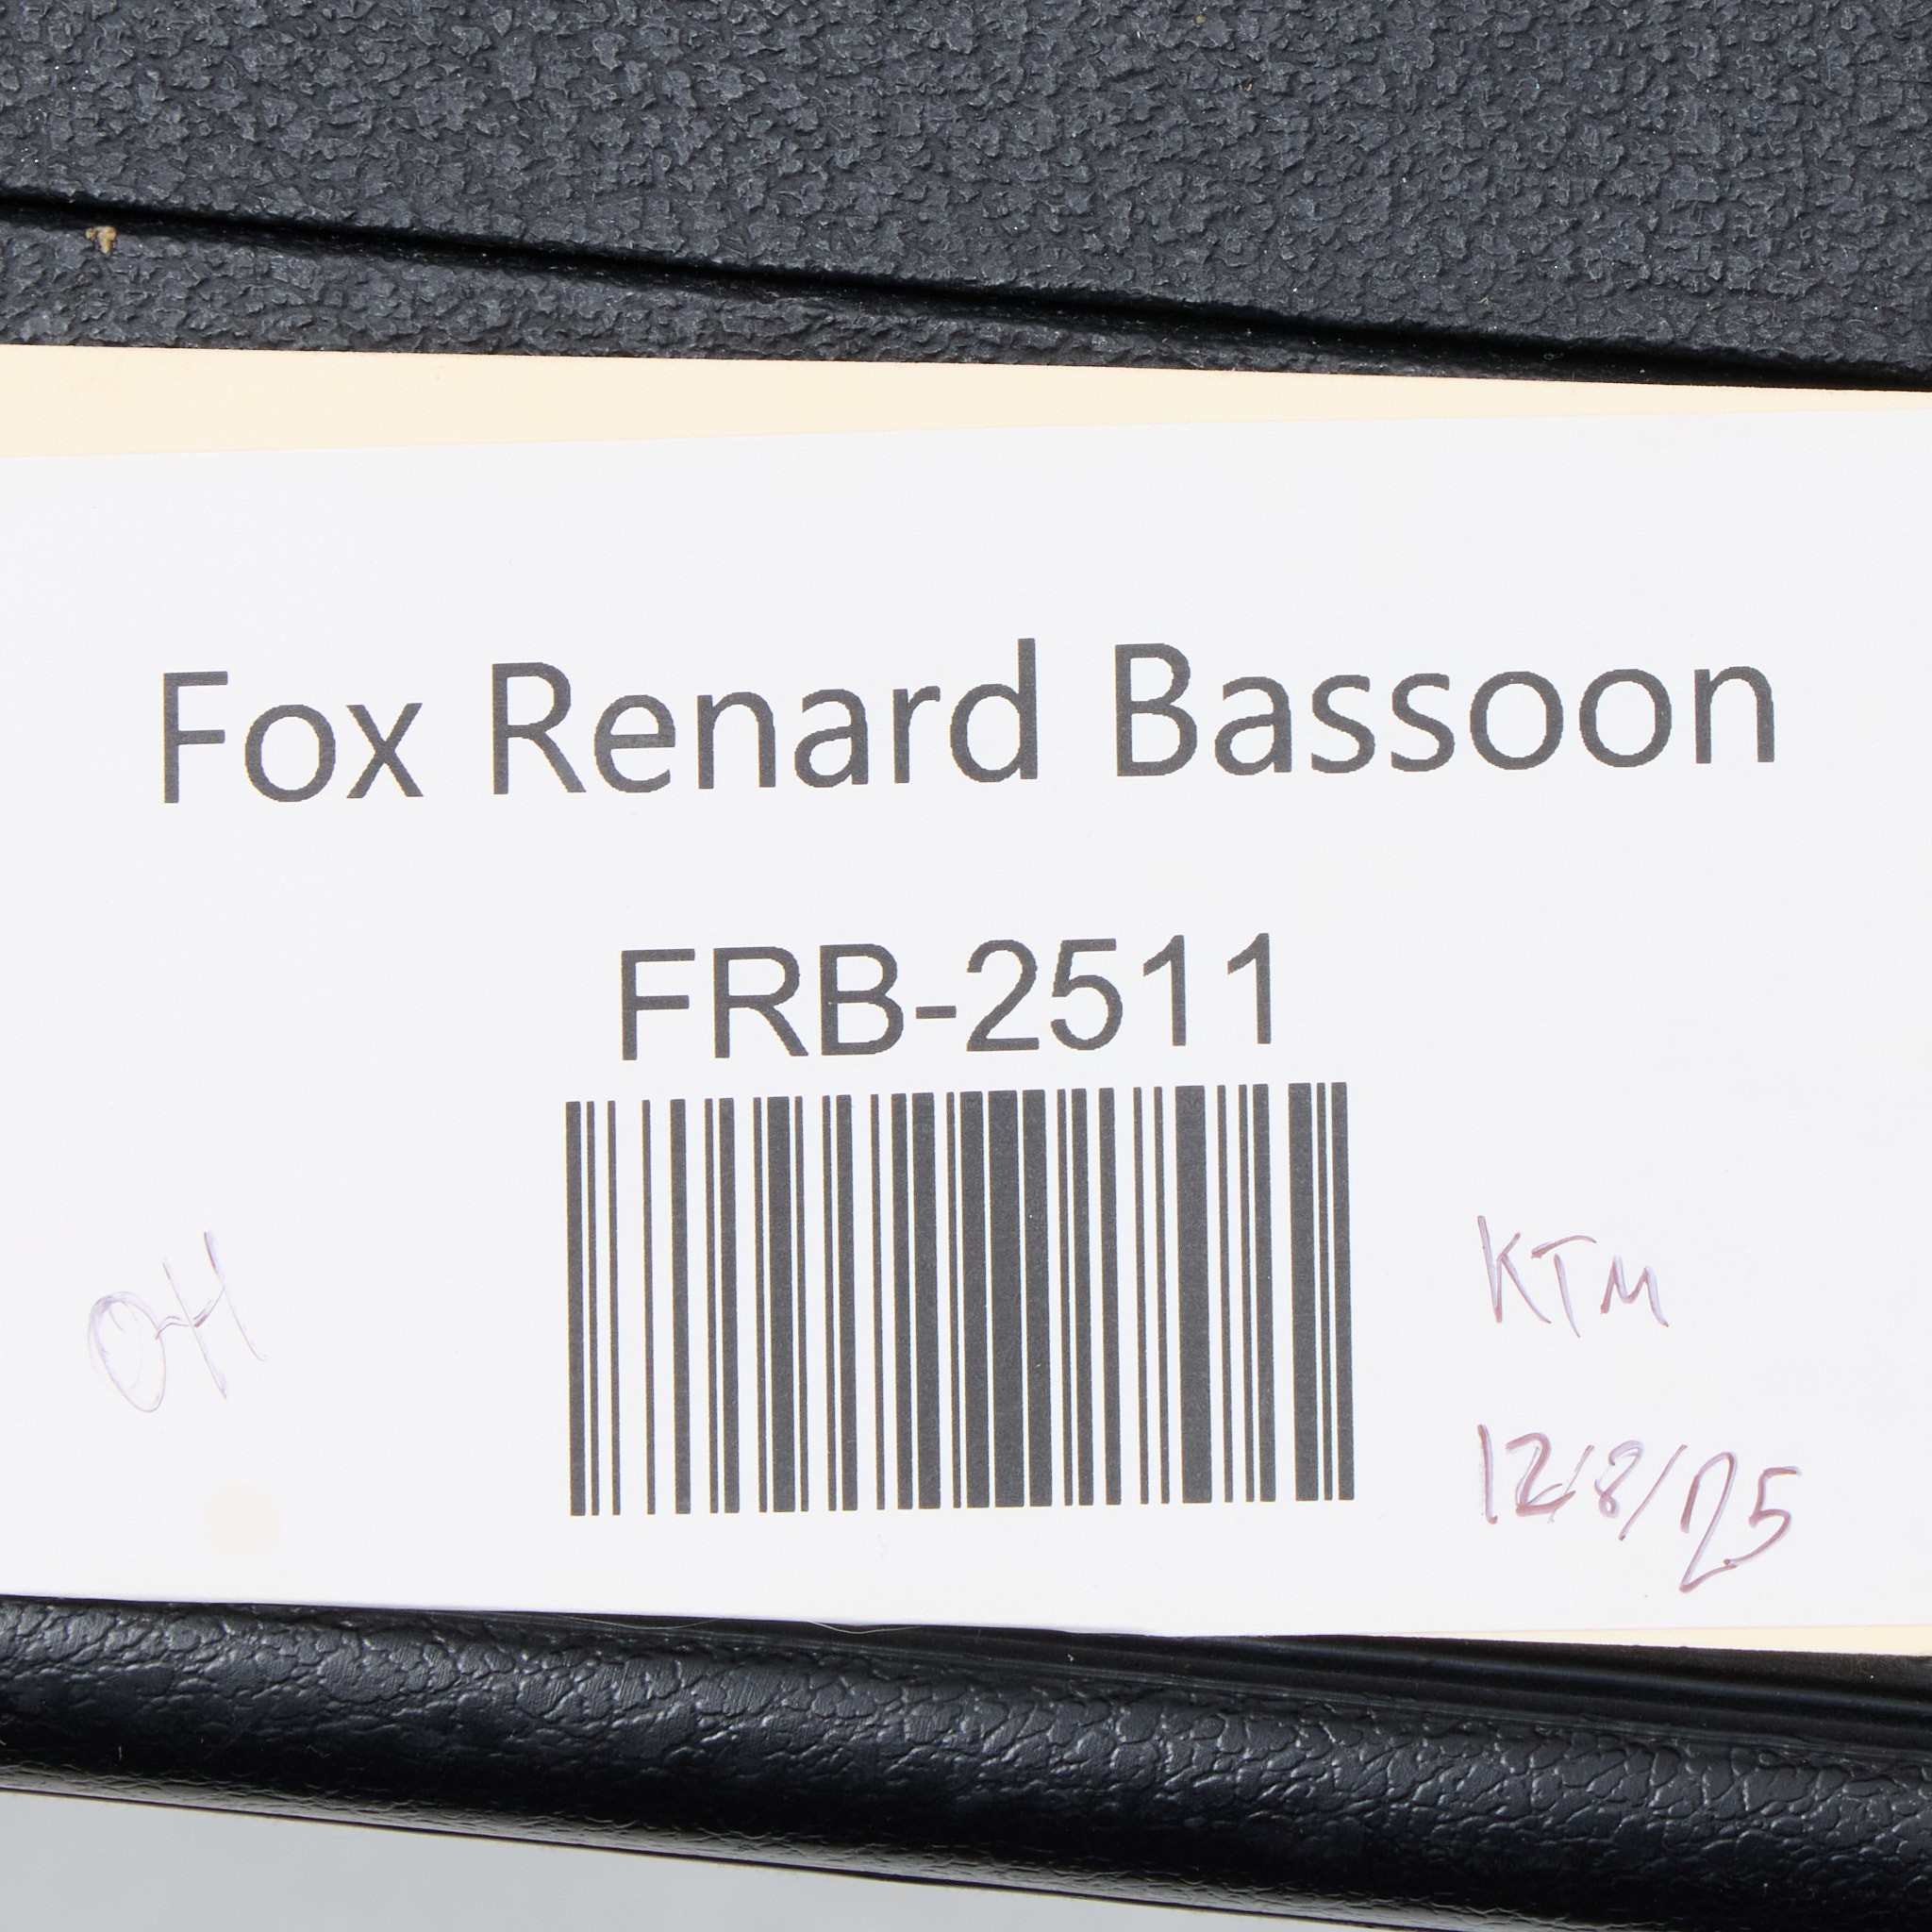 Fox Renard Bassoon
FRB-2511
OH
KTM
12/8/25